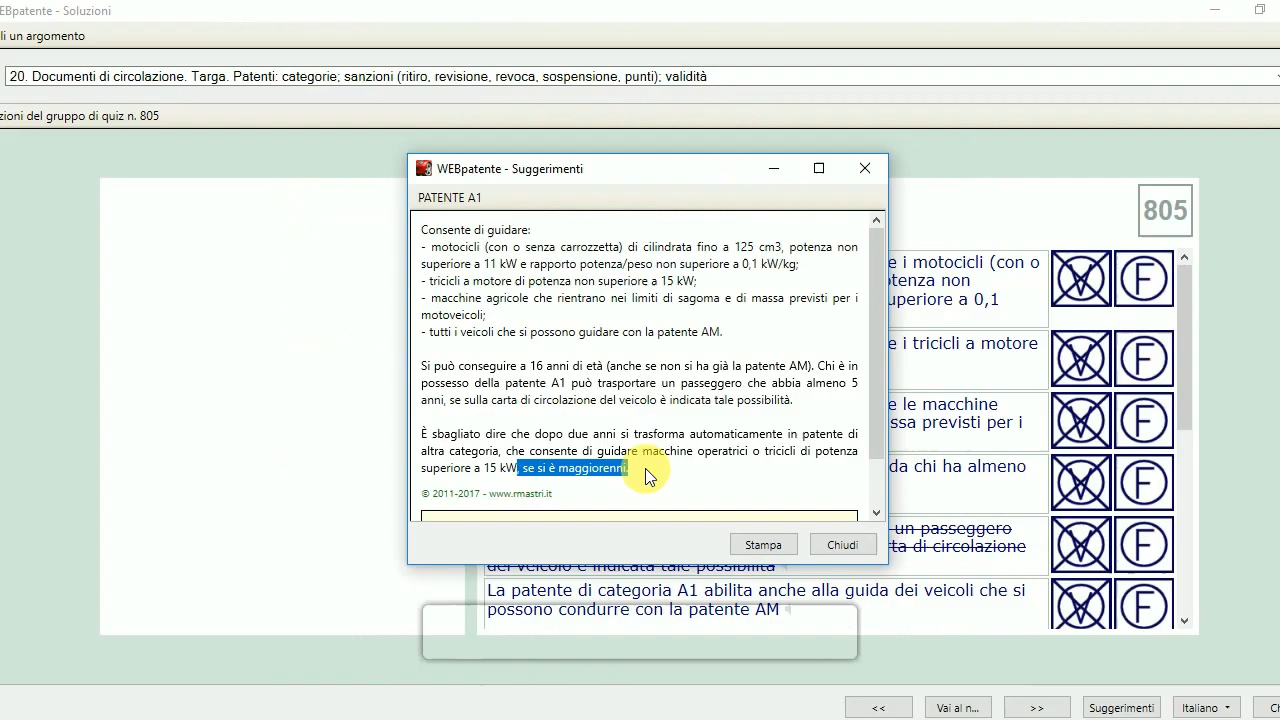 EBpatente - Soluzioni
li un argomento
20. Documenti di circolazione. Targa. Patenti: categorie; sanzioni (ritiro, revisione, revoca, sospensione, punti); validità
zioni del gruppo di quiz n. 805
WEBpatente - Suggerimenti
PATENTE A1
Consente di guidare:
- motocicli (con o senza carrozzetta) di cilindrata fino a 125 cm3, potenza non
superiore a 11 kW e rapporto potenza/peso non superiore a 0,1 kW/kg;
- tricicli a motore di potenza non superiore a 15 kW;
- macchine agricole che rientrano nei limiti di sagoma e di massa previsti per i
motoveicoli;
- tutti i veicoli che si possono guidare con la patente AM.
Si può conseguire a 16 anni di età (anche se non si ha già la patente AM). Chi è in
possesso della patente A1 può trasportare un passeggero che abbia almeno 5
anni, se sulla carta di circolazione del veicolo è indicata tale possibilità.
È sbagliato dire che dopo due anni si trasforma automaticamente in patente di
altra categoria, che consente di guidare macchine operatrici o tricicli di potenza
superiore a 15 kW, se si è maggiorenni.
© 2011-2017 - www.rmastri.it
Stampa
Chiudi
805
e i motocicli (con o
otenza non
uperiore a 0,1
V F
e i tricicli a motore
V F
e le macchine
ssa previsti per i
V F
da chi ha almeno
V F
un passeggero
ta di circolazione
del veicolo è indicata tale possibilità
V F
La patente di categoria A1 abilita anche alla guida dei veicoli che si
possono condurre con la patente AM
V F
<<
Vai al n...
>>
Suggerimenti
Italiano